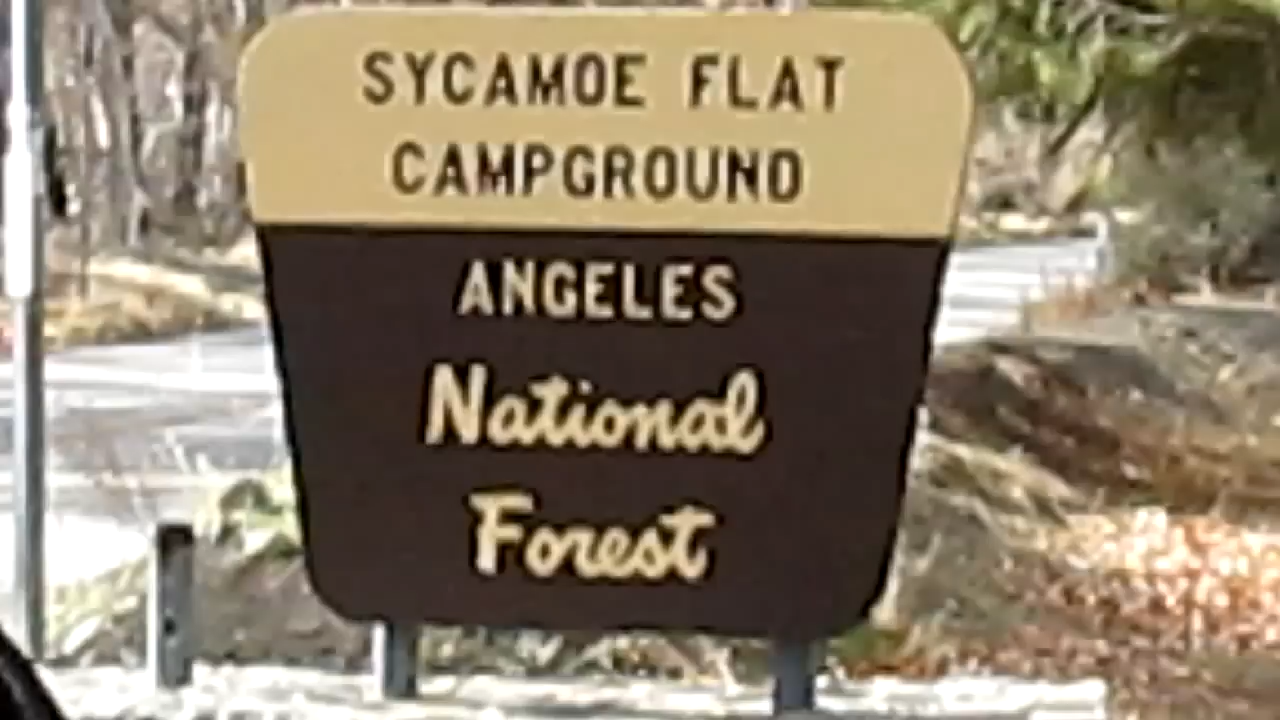 SYCAMOE FLAT
CAMPGROUND
ANGELES
National
Forest